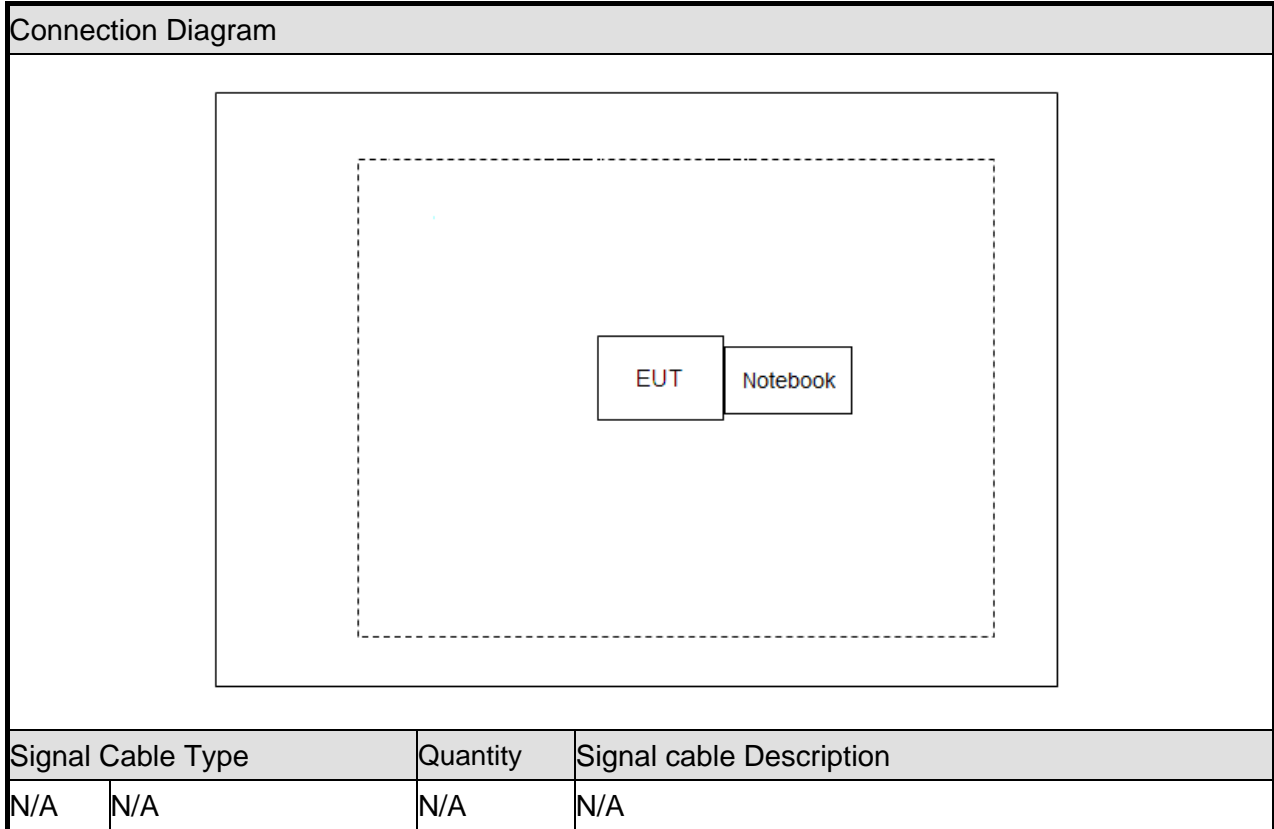 Connection Diagram
EUT
Notebook
Signal Cable Type Quantity Signal cable Description
N/A N/A N/A N/A